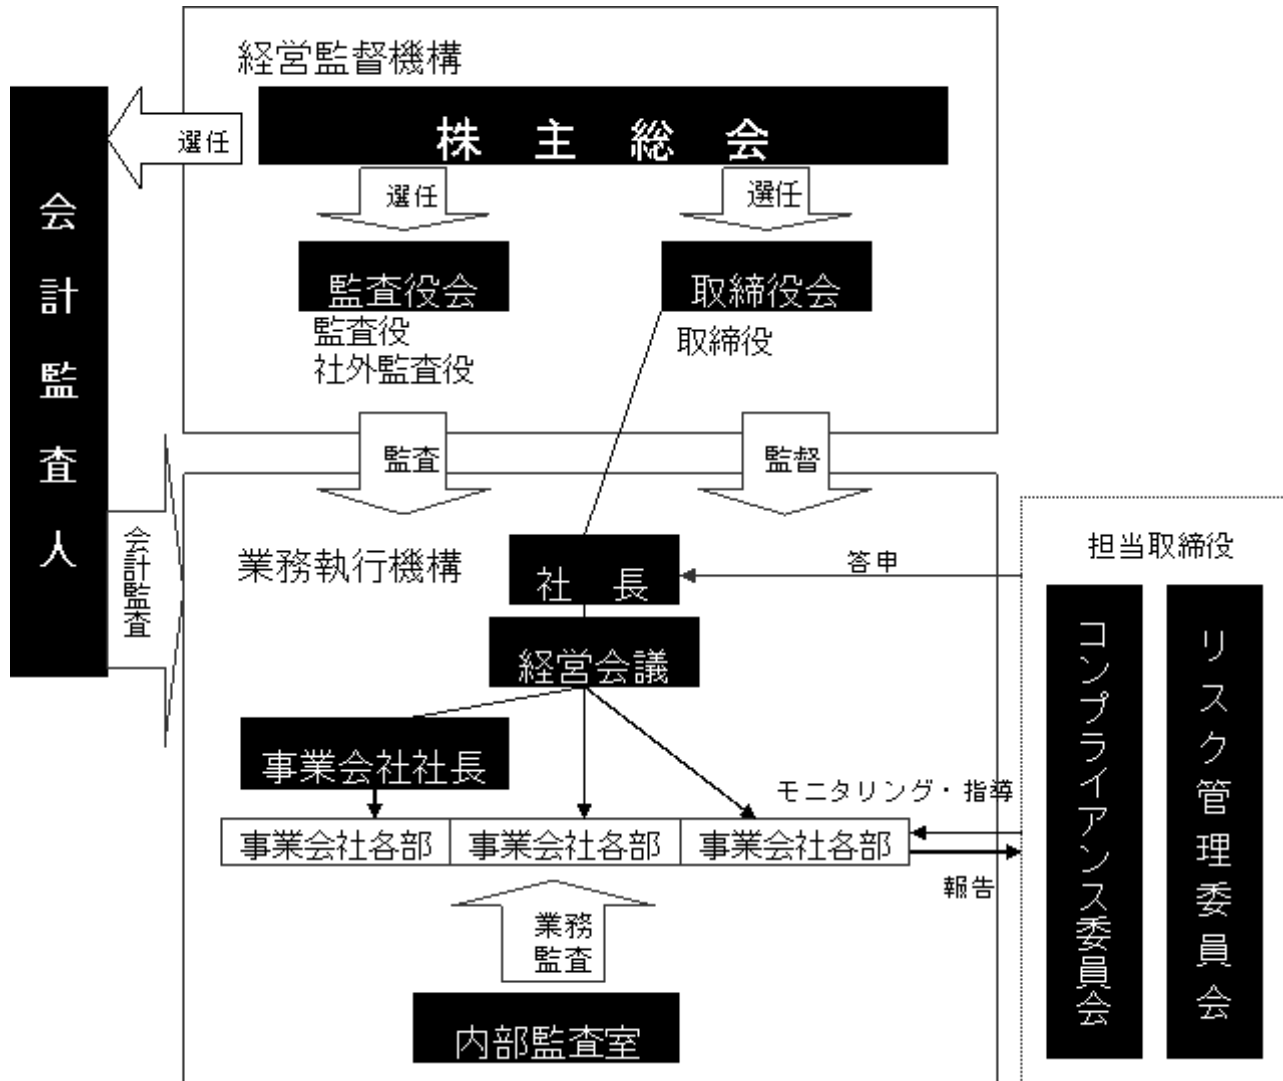 経営監督機構
株主総会
選任
選任
選任
監査役会
監査役
社外監査役
取締役会
取締役
会計監査人
会計監査
監査
監督
業務執行機構
社長
経営会議
事業会社社長
事業会社各部
事業会社各部
事業会社各部
業務
監査
内部監査室
答申
モニタリング・指導
報告
担当取締役
コンプライアンス委員会
リスク管理委員会